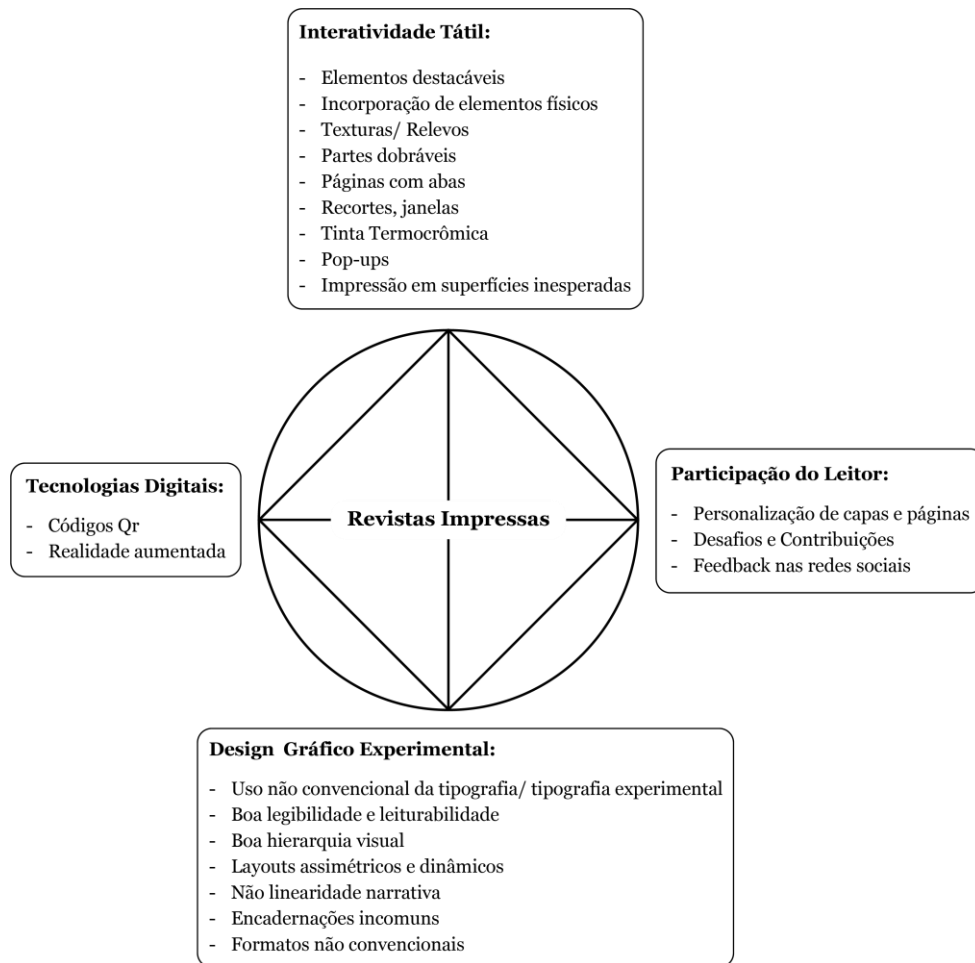 Interatividade Tátil:
- Elementos destacáveis
- Incorporação de elementos físicos
- Texturas/ Relevos
- Partes dobráveis
- Páginas com abas
- Recortes, janelas
- Tinta Termocrômica
- Pop-ups
- Impressão em superfícies inesperadas
Tecnologias Digitais:
- Códigos Qr
- Realidade aumentada
Revistas Impressas
Participação do Leitor:
- Personalização de capas e páginas
- Desafios e Contribuições
- Feedback nas redes sociais
Design Gráfico Experimental:
- Uso não convencional da tipografia/ tipografia experimental
- Boa legibilidade e leiturabilidade
- Boa hierarquia visual
- Layouts assimétricos e dinâmicos
- Não linearidade narrativa
- Encadernações incomuns
- Formatos não convencionais